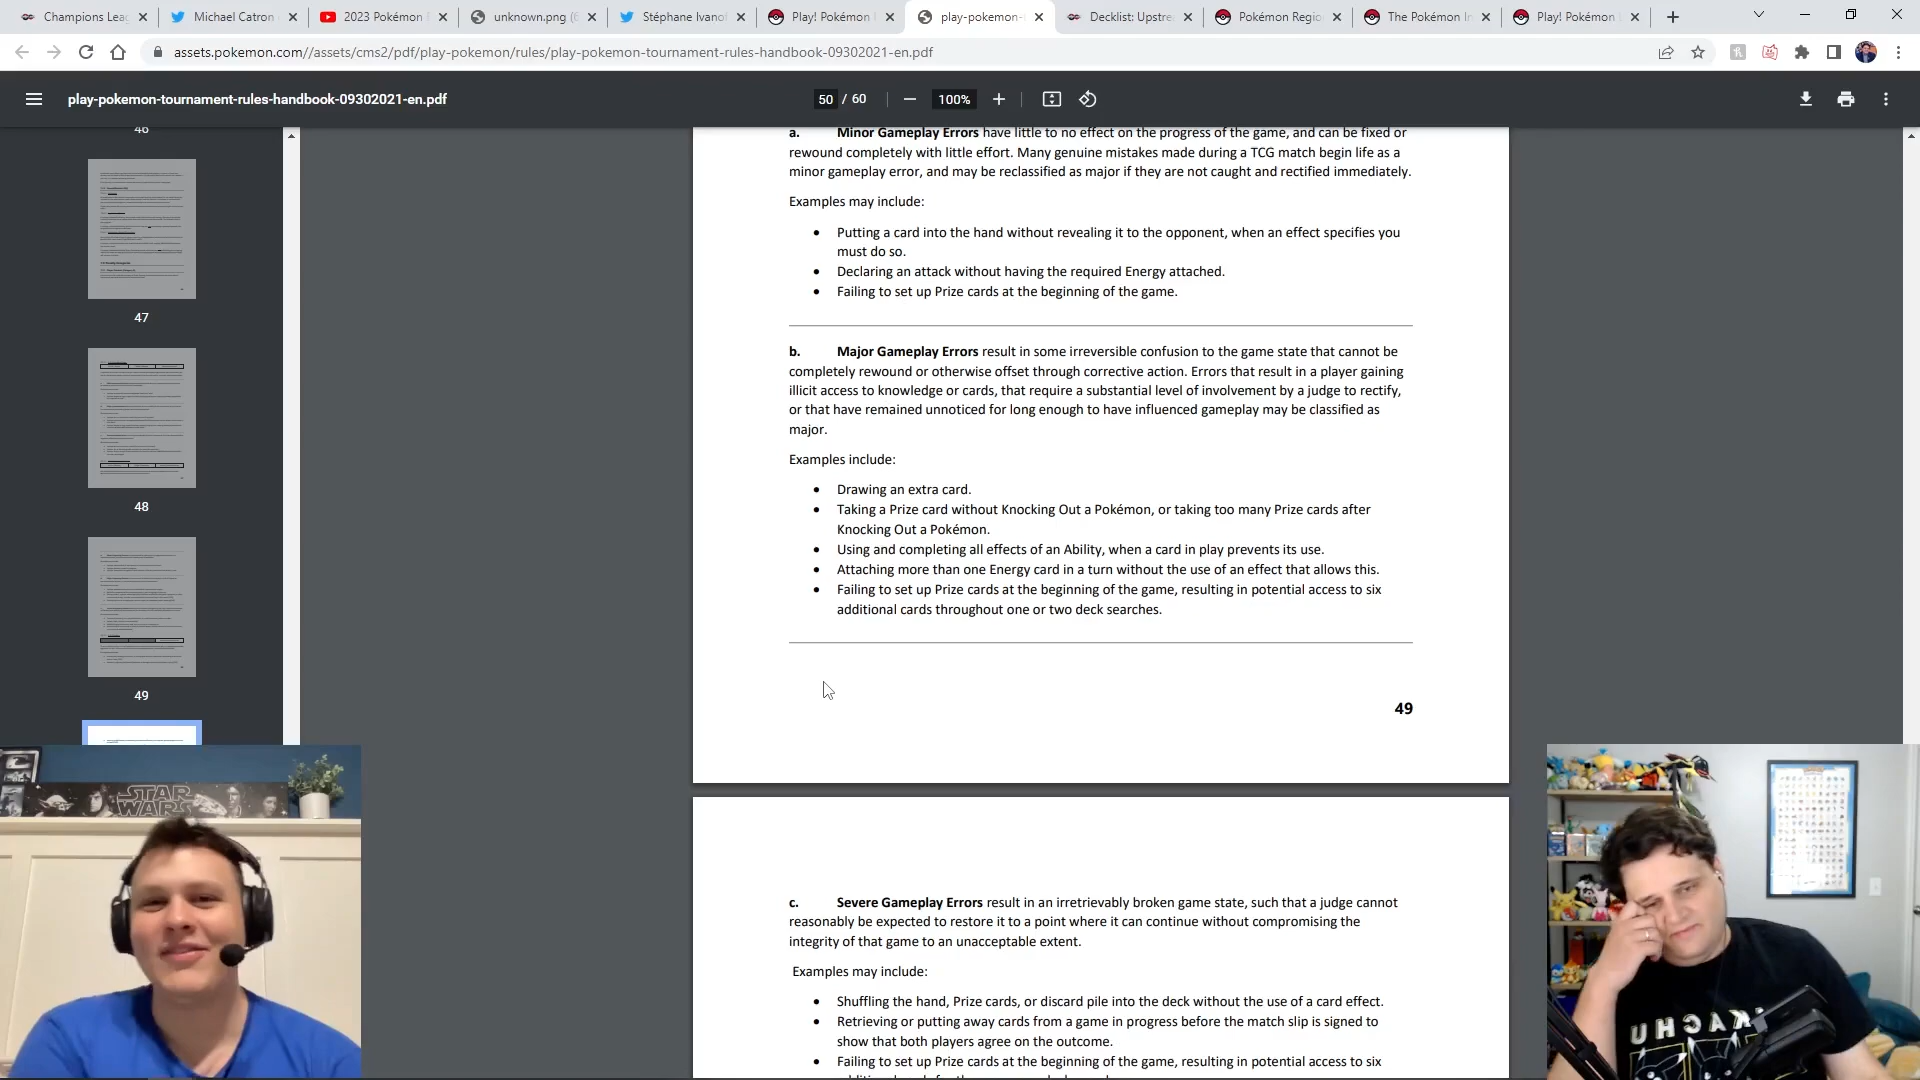 Champions Lea
Michael Catron
2023 Pokémon
unknown.png (6
Stéphane Ivanof
Play! Pokémon
play-pokemon-
Decklist: Upstre
Pokémon Regio
The Pokémon In
Play! Pokémon
assets.pokemon.com//assets/cms2/pdf/play-pokemon/rules/play-pokemon-tournament-rules-handbook-09302021-en.pdf
play-pokemon-tournament-rules-handbook-09302021-en.pdf
50 / 60
100%
46
47
48
49
a. Minor Gameplay Errors have little to no effect on the progress of the game, and can be fixed or
rewound completely with little effort. Many genuine mistakes made during a TCG match begin life as a
minor gameplay error, and may be reclassified as major if they are not caught and rectified immediately.
Examples may include:
• Putting a card into the hand without revealing it to the opponent, when an effect specifies you
must do so.
• Declaring an attack without having the required Energy attached.
• Failing to set up Prize cards at the beginning of the game.
b. Major Gameplay Errors result in some irreversible confusion to the game state that cannot be
completely rewound or otherwise offset through corrective action. Errors that result in a player gaining
illicit access to knowledge or cards, that require a substantial level of involvement by a judge to rectify,
or that have remained unnoticed for long enough to have influenced gameplay may be classified as
major.
Examples include:
• Drawing an extra card.
• Taking a Prize card without Knocking Out a Pokémon, or taking too many Prize cards after
Knocking Out a Pokémon.
• Using and completing all effects of an Ability, when a card in play prevents its use.
• Attaching more than one Energy card in a turn without the use of an effect that allows this.
• Failing to set up Prize cards at the beginning of the game, resulting in potential access to six
additional cards throughout one or two deck searches.
49
c. Severe Gameplay Errors result in an irretrievably broken game state, such that a judge cannot
reasonably be expected to restore it to a point where it can continue without compromising the
integrity of that game to an unacceptable extent.
Examples may include:
• Shuffling the hand, Prize cards, or discard pile into the deck without the use of a card effect.
• Retrieving or putting away cards from a game in progress before the match slip is signed to
show that both players agree on the outcome.
• Failing to set up Prize cards at the beginning of the game, resulting in potential access to six
STAR
WARS